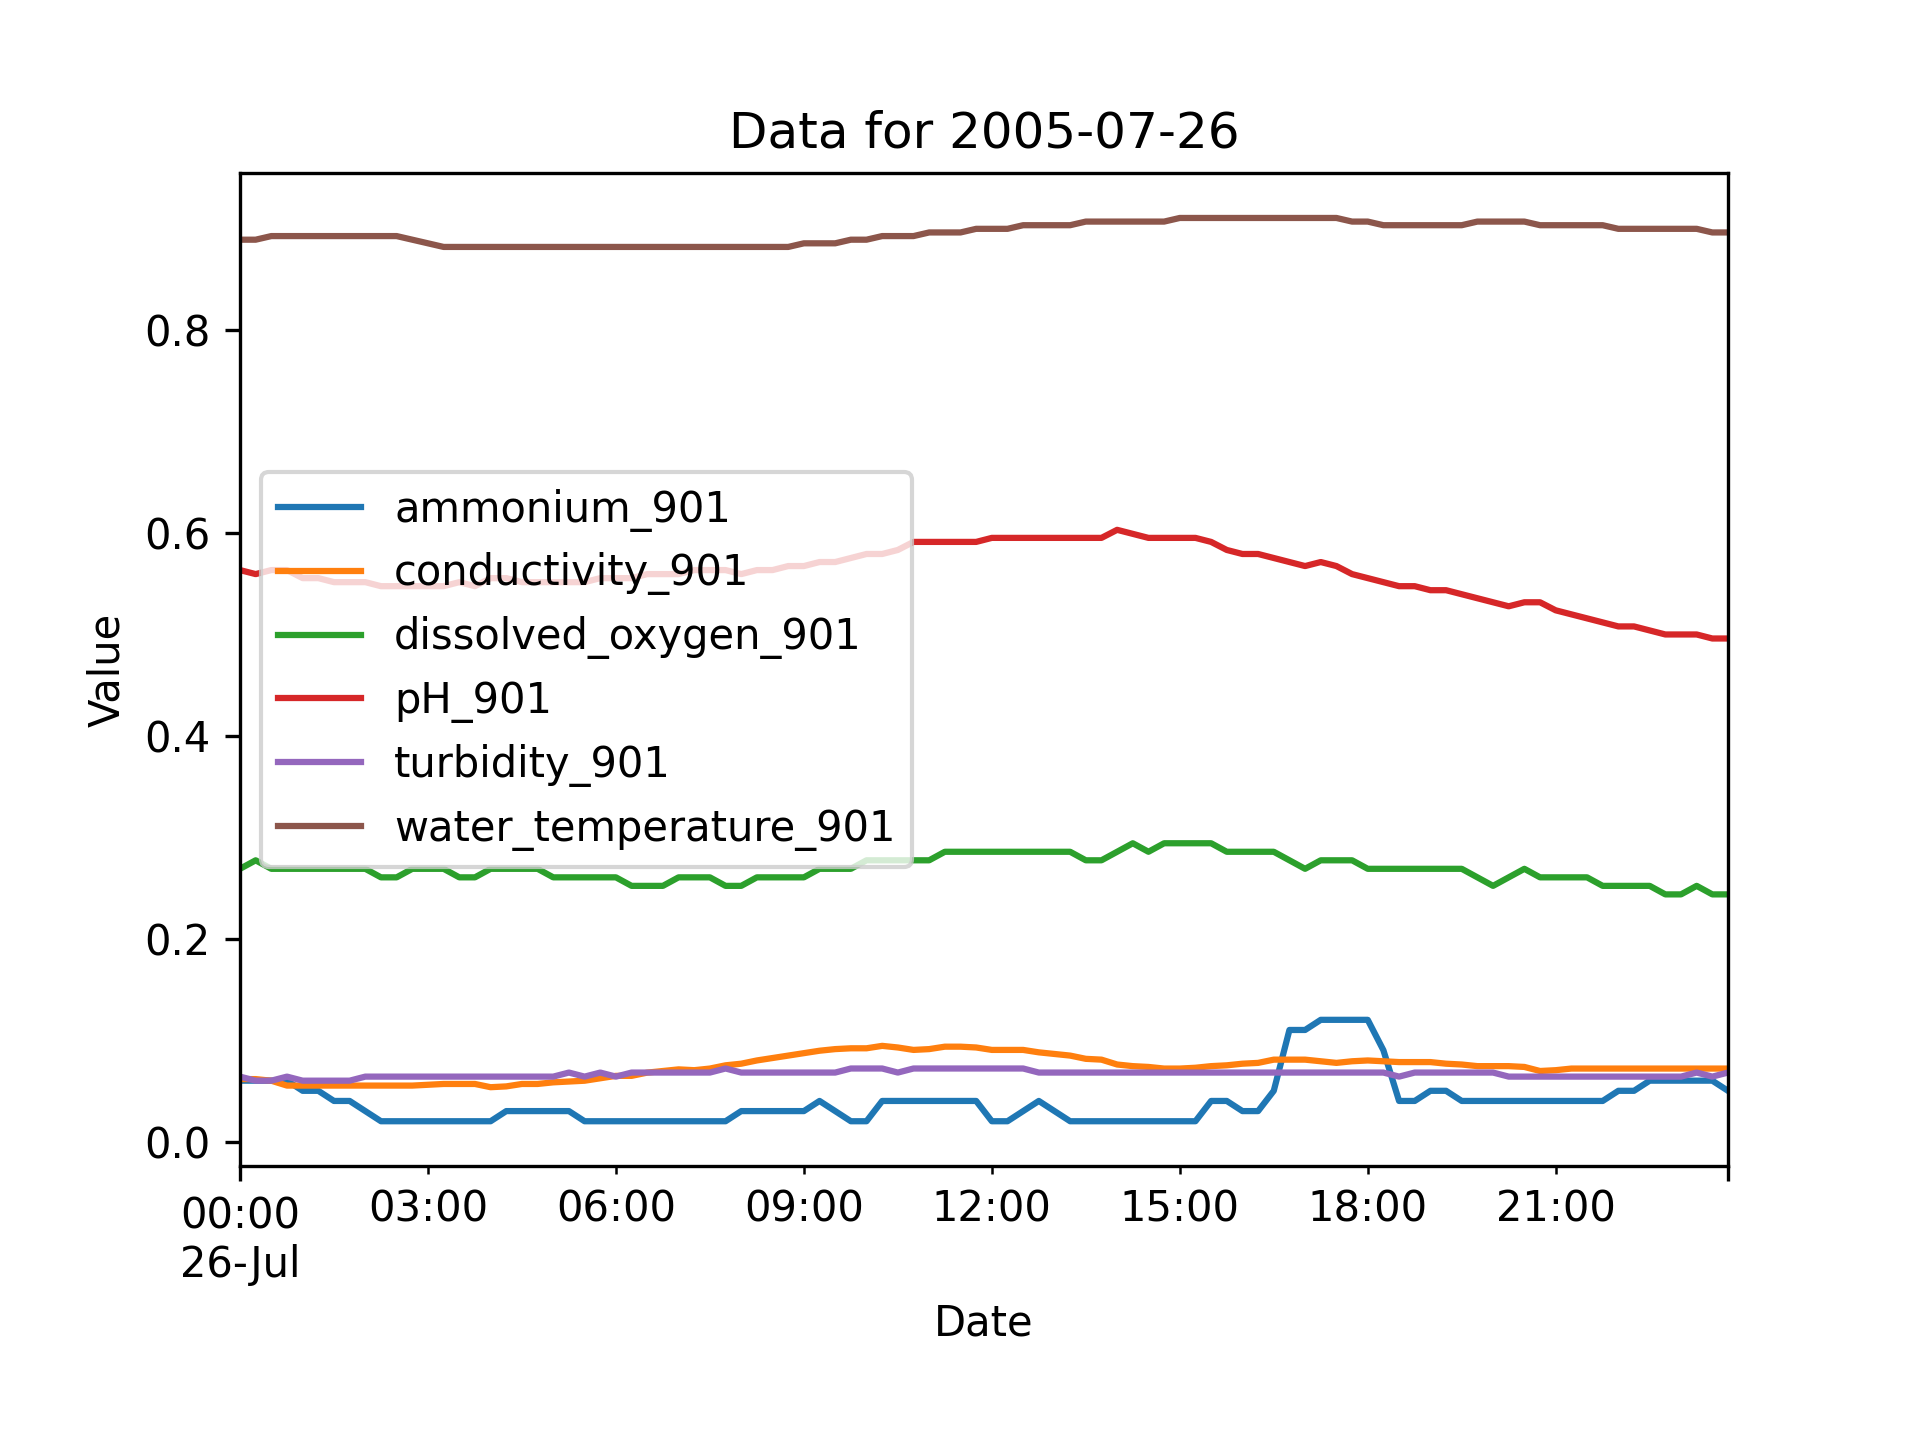 Data for 2005-07-26
0.8
0.6
0.4
0.2
0.0
Value
ammonium_901
conductivity_901
dissolved_oxygen_901
pH_901
turbidity_901
water_temperature_901
00:00 03:00 06:00 09:00 12:00 15:00 18:00 21:00
26-Jul
Date